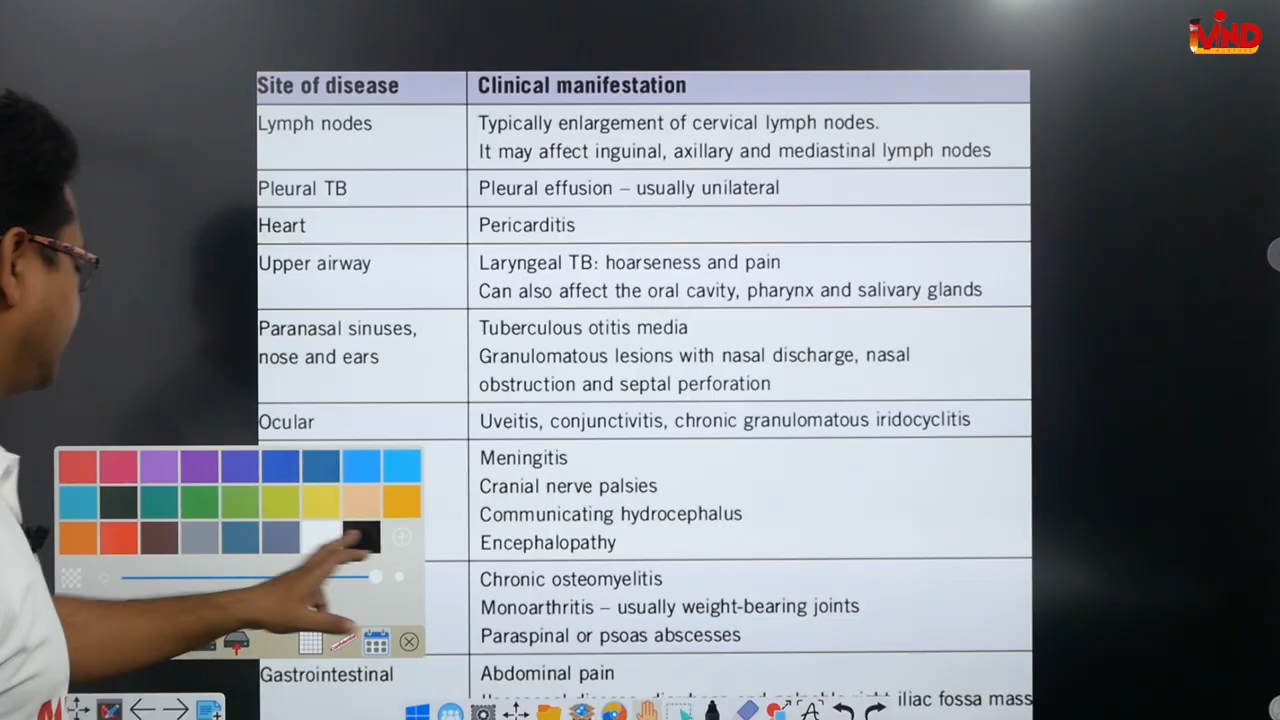 iMIND
Site of disease Clinical manifestation
Lymph nodes Typically enlargement of cervical lymph nodes.
It may affect inguinal, axillary and mediastinal lymph nodes
Pleural TB Pleural effusion – usually unilateral
Heart Pericarditis
Upper airway Laryngeal TB: hoarseness and pain
Can also affect the oral cavity, pharynx and salivary glands
Paranasal sinuses, Tuberculous otitis media
nose and ears Granulomatous lesions with nasal discharge, nasal
obstruction and septal perforation
Ocular Uveitis, conjunctivitis, chronic granulomatous iridocyclitis
Meningitis
Cranial nerve palsies
Communicating hydrocephalus
Encephalopathy
Chronic osteomyelitis
Monoarthritis – usually weight-bearing joints
Paraspinal or psoas abscesses
Gastrointestinal Abdominal pain
iliac fossa mass